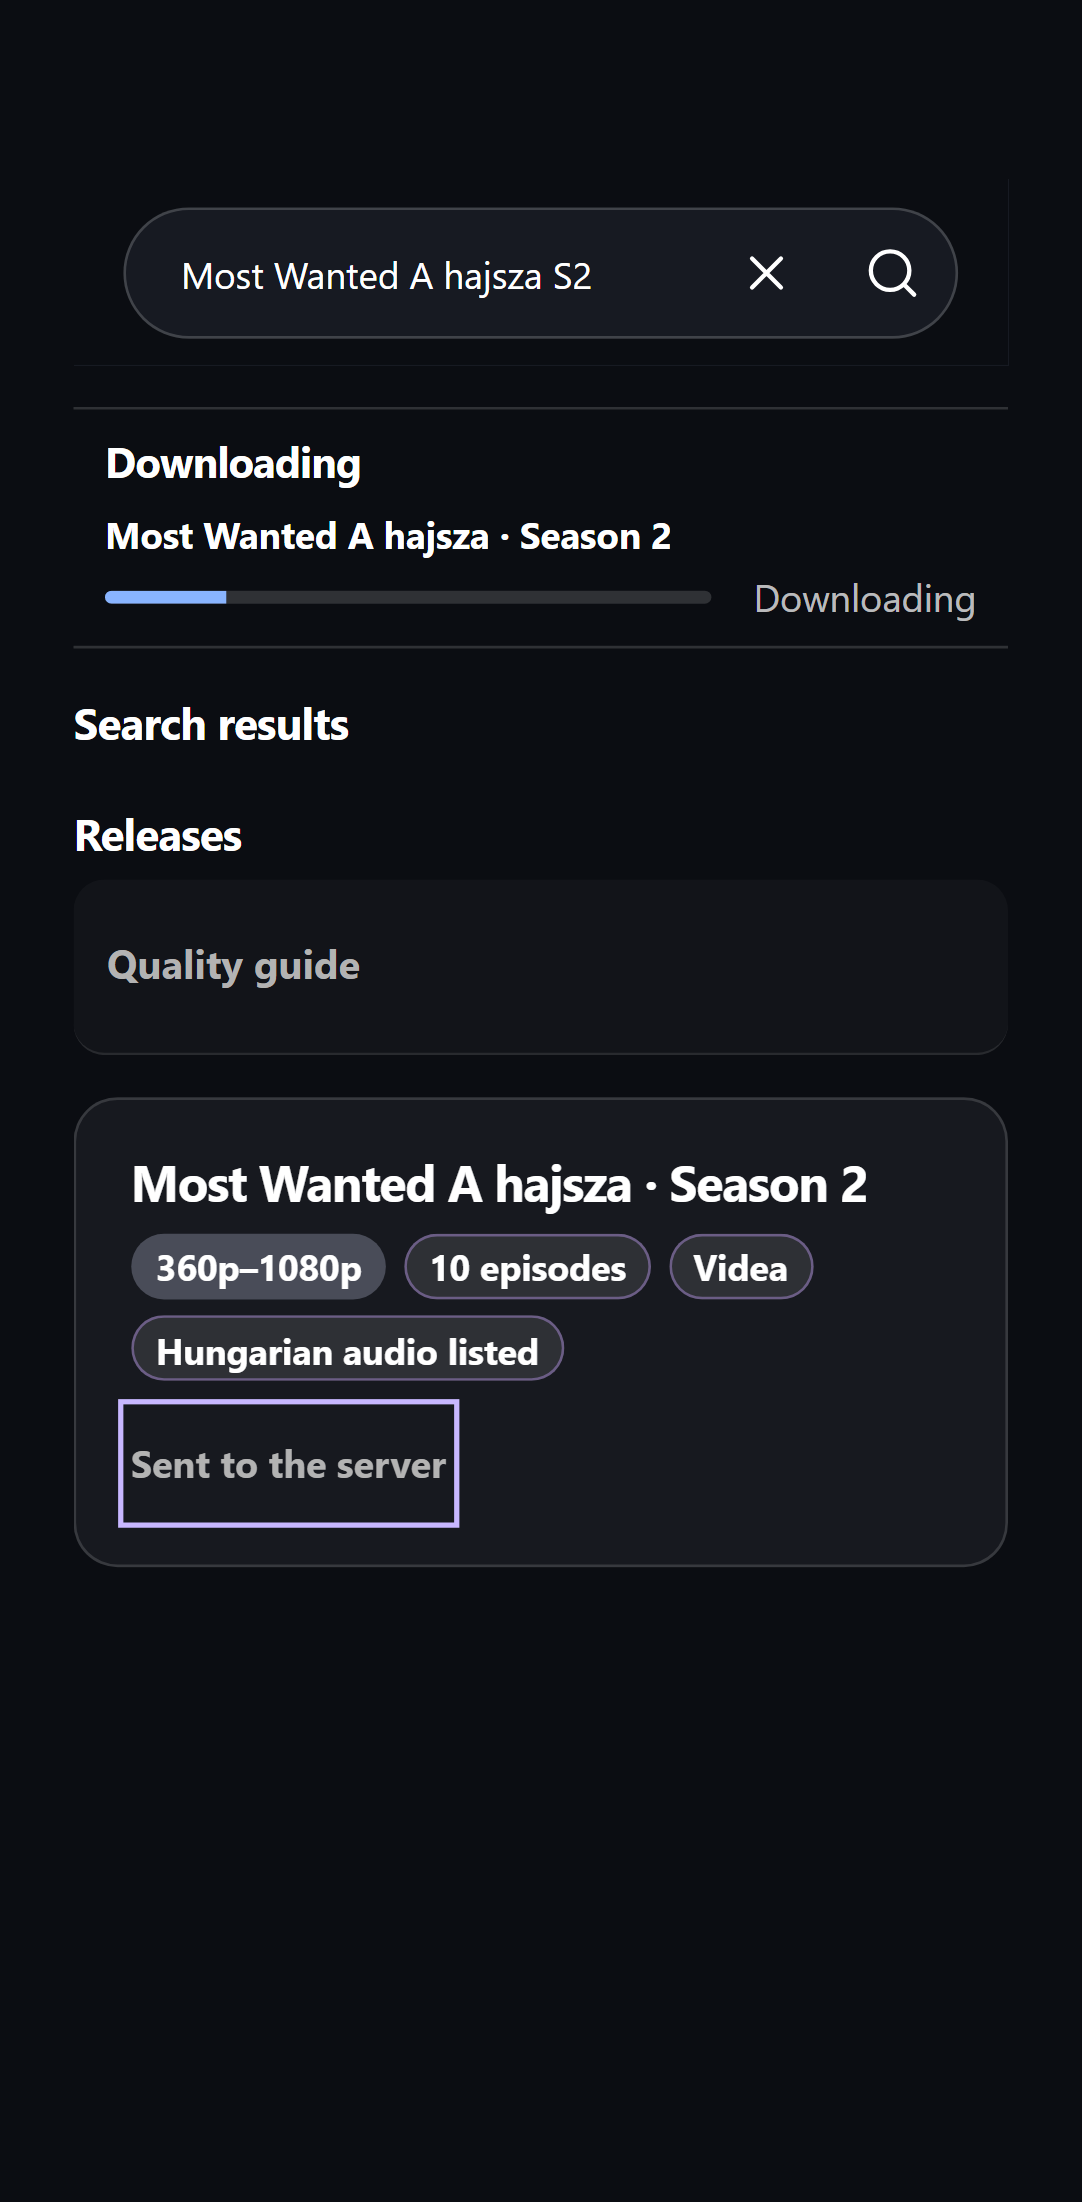 Most Wanted A hajsza S2
Downloading
Most Wanted A hajsza · Season 2
Downloading
Search results
Releases
Quality guide
Most Wanted A hajsza · Season 2
360p–1080p 10 episodes Videa
Hungarian audio listed
Sent to the server